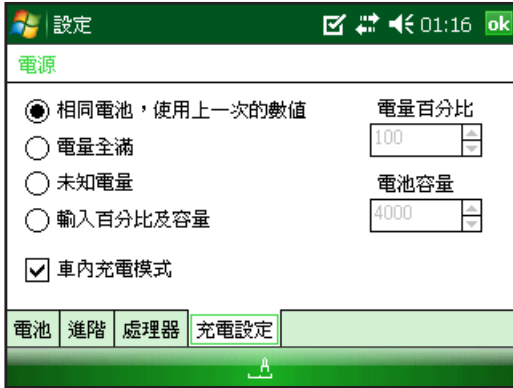 設定 01:16 ok
電源
相同電池，使用上一次的數值 電量百分比
電量全滿 100
未知電量 電池容量
輸入百分比及容量 4000
車內充電模式
電池 進階 處理器 充電設定
A